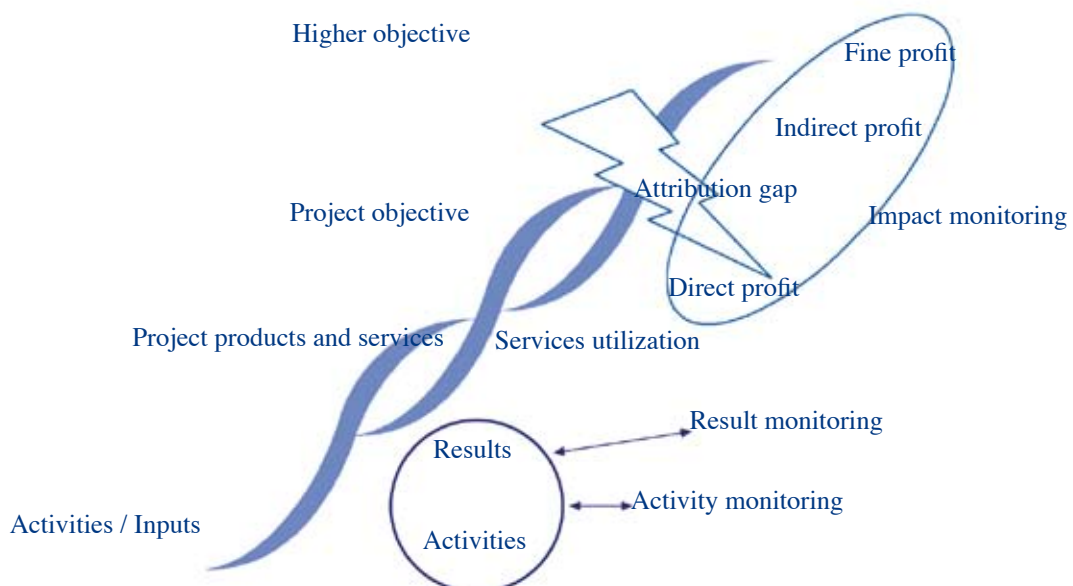 Higher objective
Fine profit
Indirect profit
Attribution gap
Project objective
Impact monitoring
Direct profit
Project products and services
Services utilization
Result monitoring
Results
Activity monitoring
Activities / Inputs
Activities